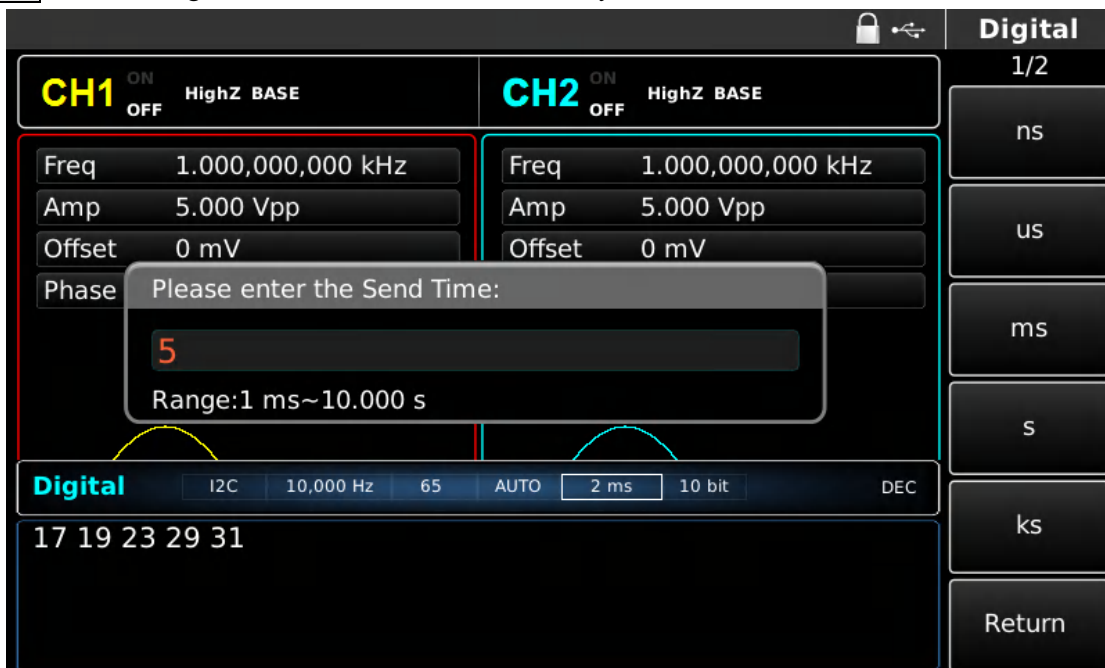 Digital
1/2
CH1 ON OFF HighZ BASE
CH2 ON OFF HighZ BASE
Freq 1.000,000,000 kHz
Amp 5.000 Vpp
Offset 0 mV
Phase
Freq 1.000,000,000 kHz
Amp 5.000 Vpp
Offset 0 mV
Please enter the Send Time:
5
Range:1 ms~10.000 s
Digital I2C 10,000 Hz 65 AUTO 2 ms 10 bit DEC
17 19 23 29 31
ns
us
ms
s
ks
Return